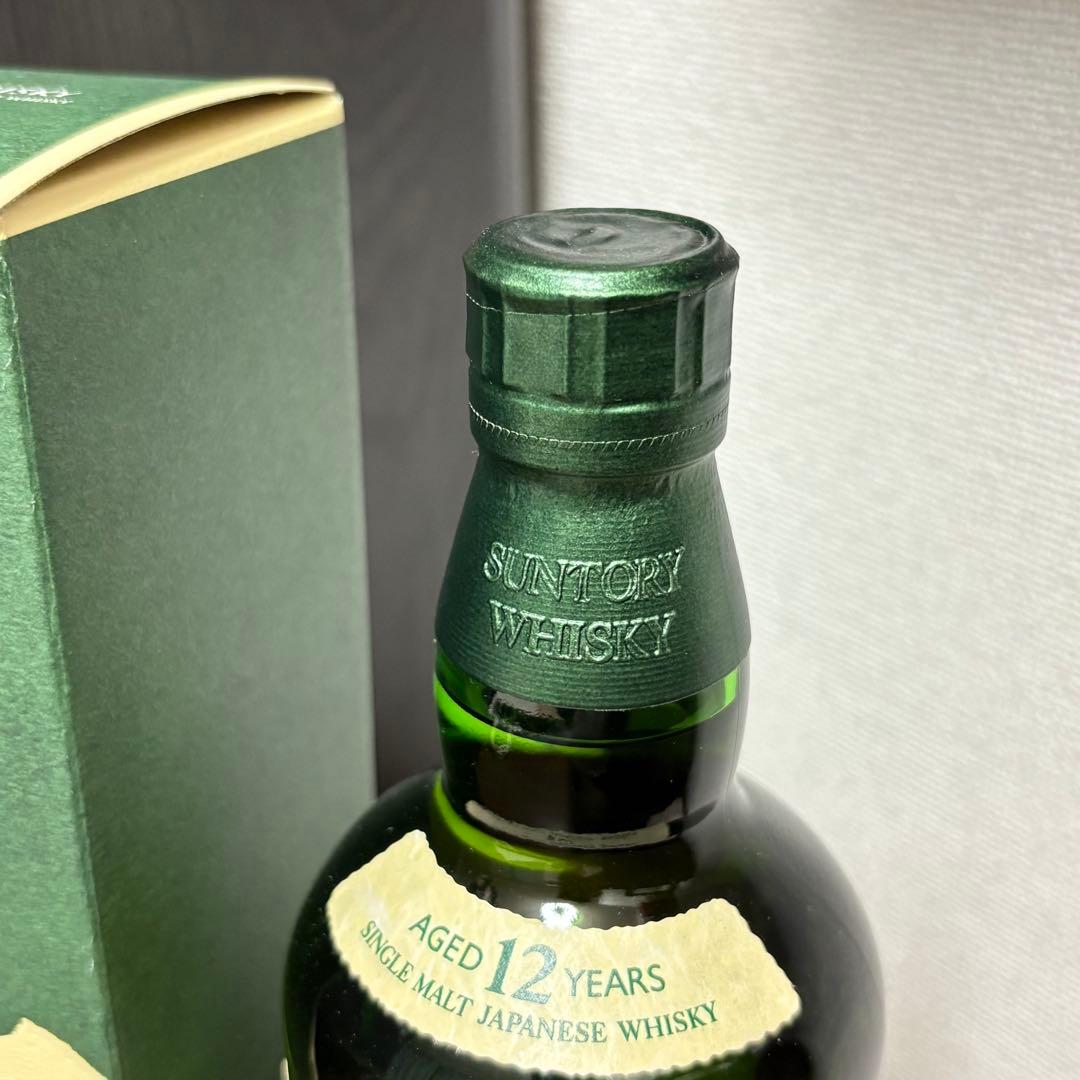 SUNTORY
WHISKY
AGED 12 YEARS
SINGLE MALT JAPANESE WHISKY